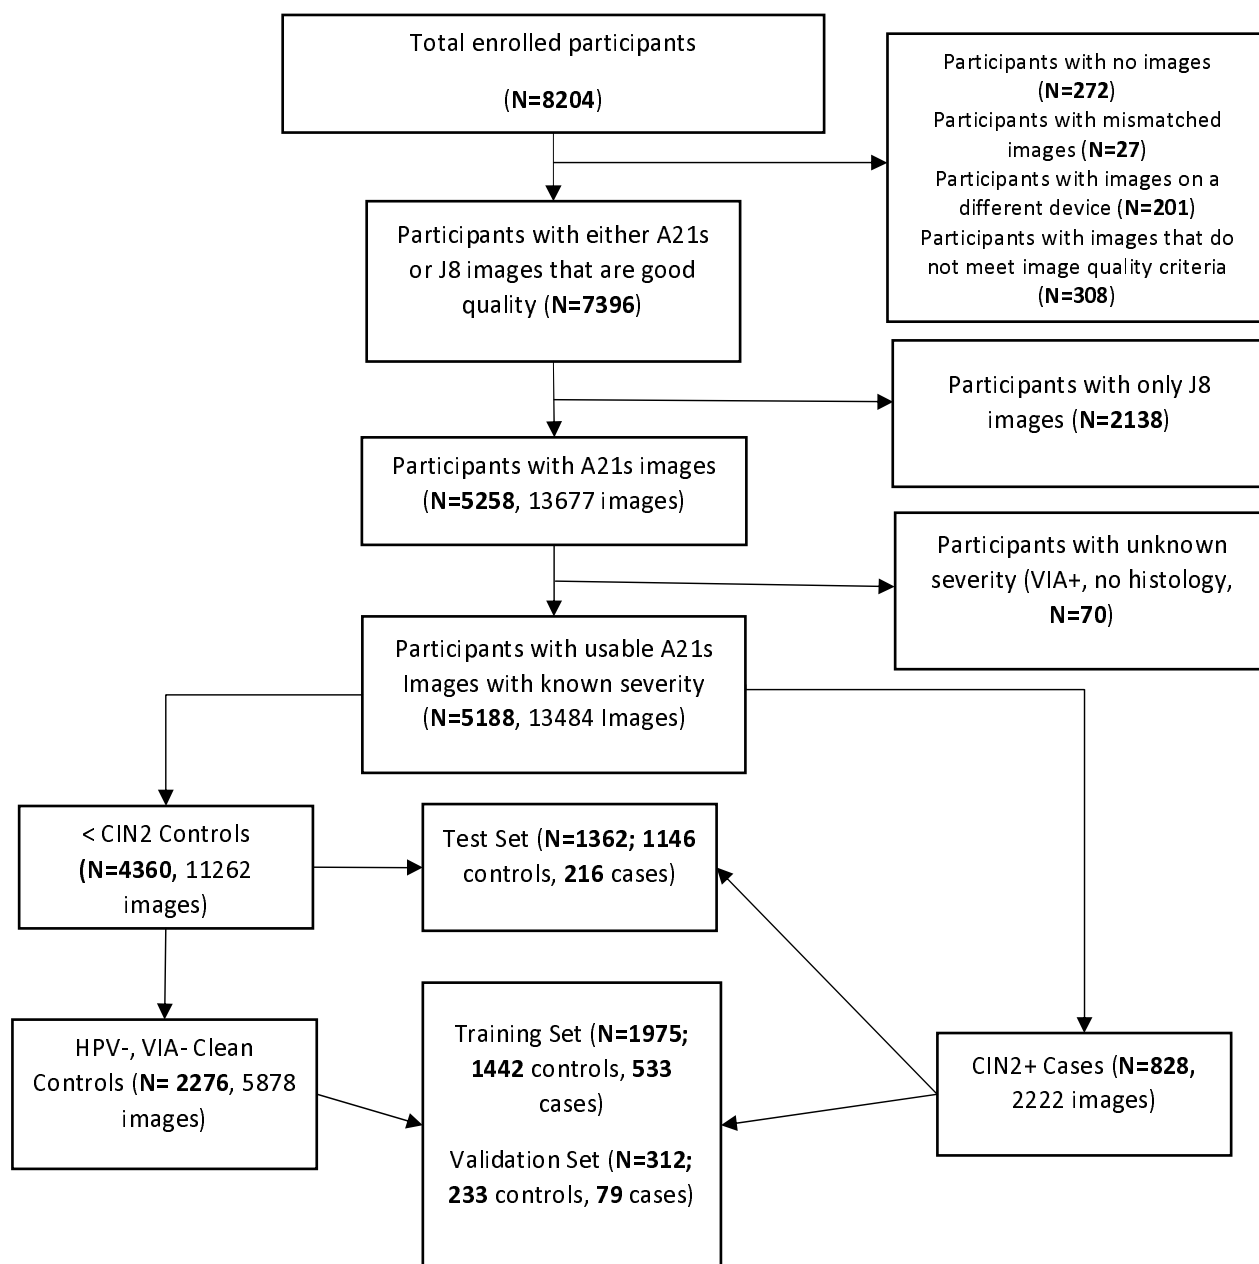 Total enrolled participants
(N=8204)
Participants with no images
(N=272)
Participants with mismatched
images (N=27)
Participants with images on a
different device (N=201)
Participants with images that do
not meet image quality criteria
(N=308)
Participants with either A21s
or J8 images that are good
quality (N=7396)
Participants with only J8
images (N=2138)
Participants with A21s images
(N=5258, 13677 images)
Participants with unknown
severity (VIA+, no histology,
N=70)
Participants with usable A21s
Images with known severity
(N=5188, 13484 Images)
< CIN2 Controls
(N=4360, 11262
images)
Test Set (N=1362; 1146
controls, 216 cases)
HPV-, VIA- Clean
Controls (N= 2276, 5878
images)
Training Set (N=1975;
1442 controls, 533
cases)
Validation Set (N=312;
233 controls, 79 cases)
CIN2+ Cases (N=828,
2222 images)